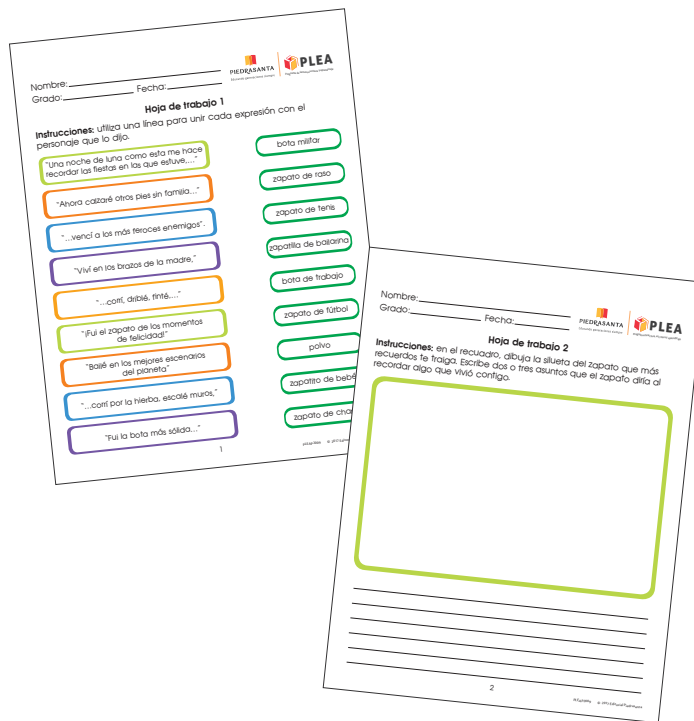 Nombre:
Grado: Fecha:
PIEDRASANTA
PLEA
Hoja de trabajo 1
Instrucciones: utiliza una línea para unir cada expresión con el
personaje que lo dijo.
"Una noche de luna como esta me hace
recordar las fiestas en las que estuve,..."
"Ahora calzaré otros pies sin familia..."
"...vencí a los más feroces enemigos".
"Viví en los brazos de la madre,"
"...corrí, driblé, finté,..."
"¡Fui el zapato de los momentos
de felicidad!"
"Bailé en los mejores escenarios
del planeta"
"...corrí por la hierba, escalé muros,"
"Fui la bota más sólida..."
bota militar
zapato de raso
zapato de tenis
zapatilla de bailarina
bota de trabajo
zapato de fútbol
polvo
zapatito de bebé
zapato de char
1
Nombre:
Grado: Fecha:
PIEDRASANTA
PLEA
Hoja de trabajo 2
Instrucciones: en el recuadro, dibuja la silueta del zapato que más
recuerdos te traiga. Escribe dos o tres asuntos que el zapato diría al
recordar algo que vivió contigo.
2